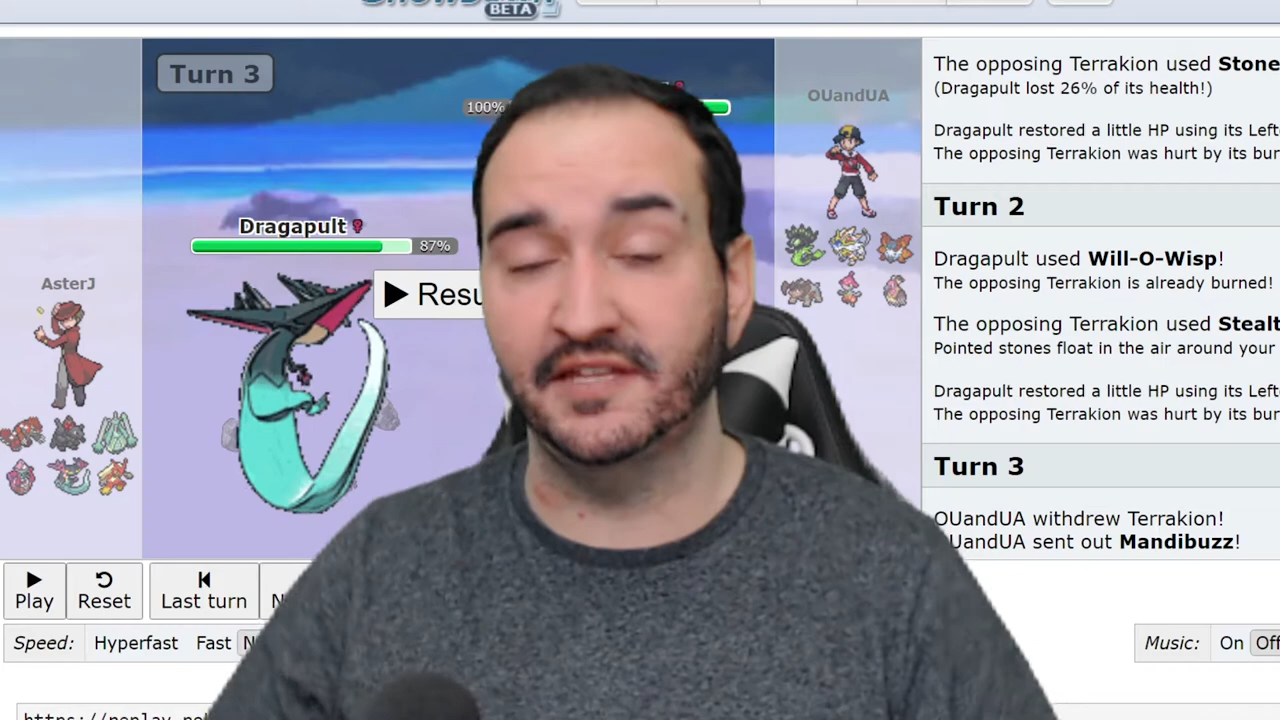 BETA
Turn 3
100%
OUandUA
Dragapult
87%
AsterJ
Play
Reset
Last turn
Speed:
Hyperfast
Fast
The opposing Terrakion used Stone
(Dragapult lost 26% of its health!)
Dragapult restored a little HP using its Left
The opposing Terrakion was hurt by its bur
Turn 2
Dragapult used Will-O-Wisp!
The opposing Terrakion is already burned!
The opposing Terrakion used Stealt
Pointed stones float in the air around your
Dragapult restored a little HP using its Left
The opposing Terrakion was hurt by its bur
Turn 3
OUandUA withdrew Terrakion!
UandUA sent out Mandibuzz!
Music:
On
Off